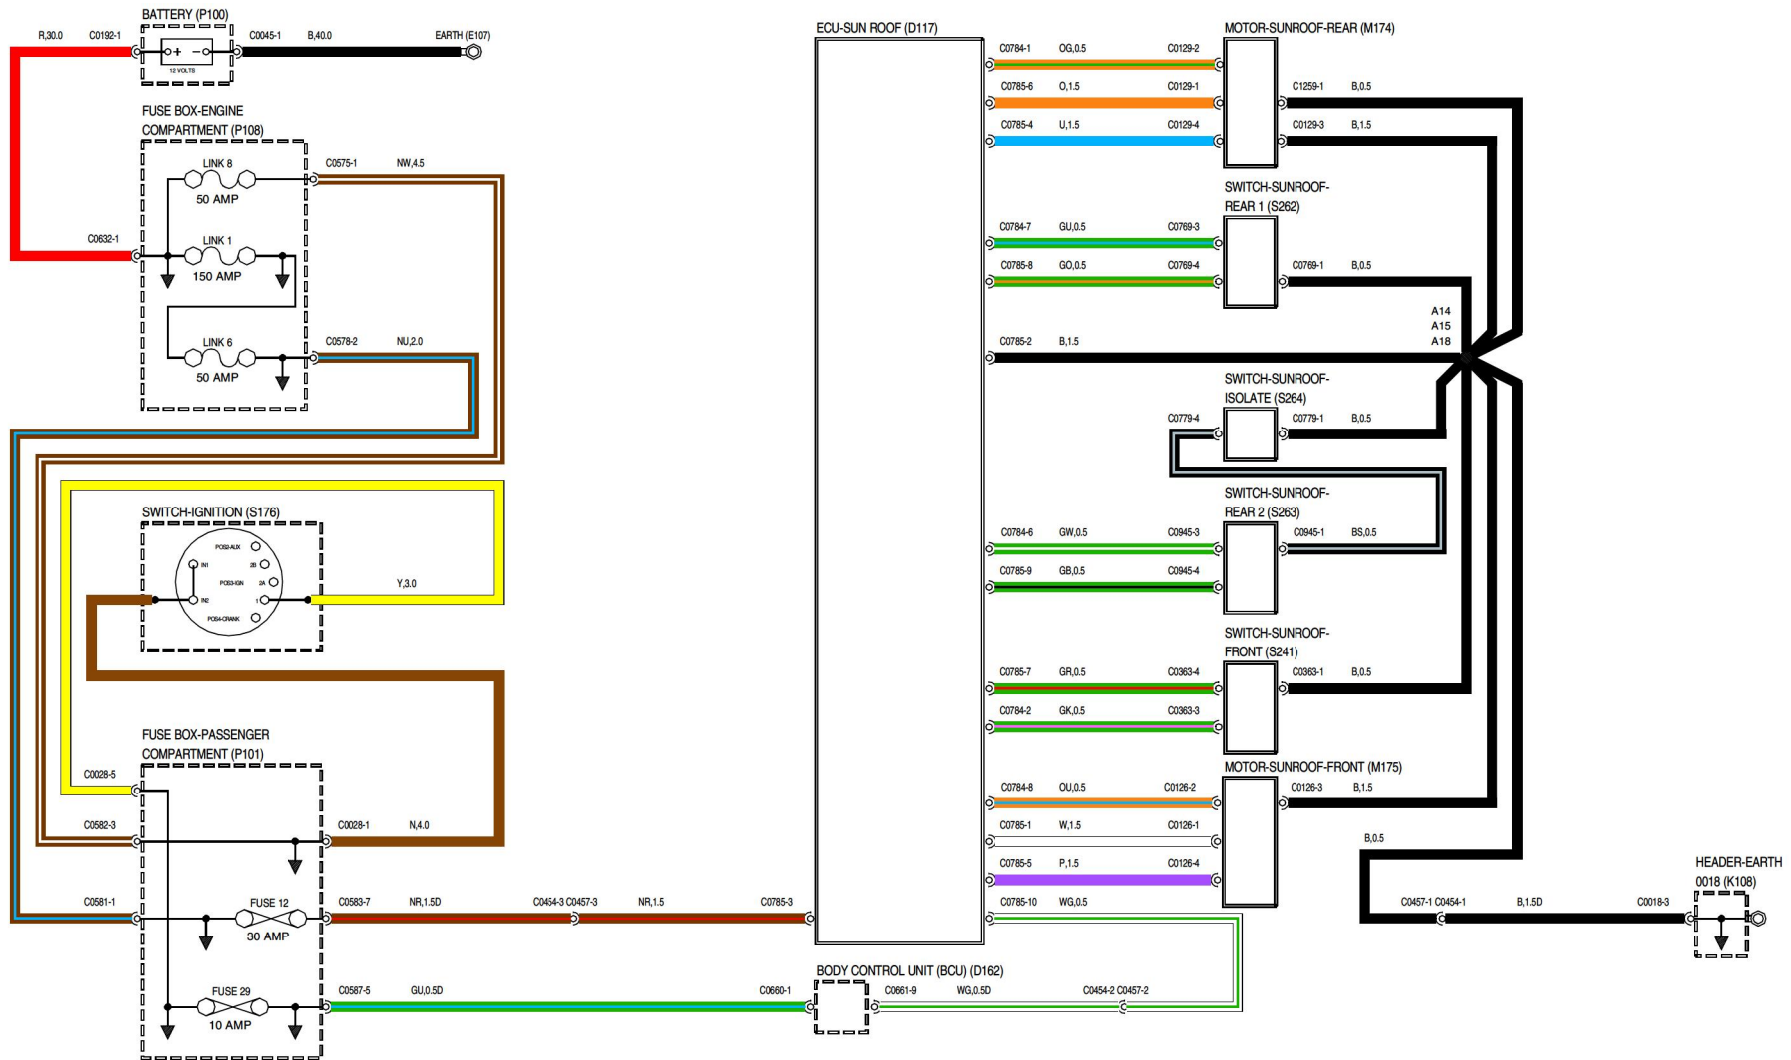 BATTERY (P100)
R,30.0
C0192-1
C0045-1
B,40.0
EARTH (E107)
+
-
12 VOLTS
FUSE BOX-ENGINE
COMPARTMENT (P108)
LINK 8
50 AMP
C0575-1
NW,4.5
C0632-1
LINK 1
150 AMP
LINK 6
50 AMP
C0578-2
NU,2.0
SWITCH-IGNITION (S176)
POS2-AUX
IN1
2B
POS3-IGN
2A
IN2
1
POS4-CRANK
Y,3.0
FUSE BOX-PASSENGER
COMPARTMENT (P101)
C0028-5
C0582-3
C0028-1
N,4.0
C0581-1
FUSE 12
30 AMP
C0583-7
NR,1.5D
C0454-3 C0457-3
NR,1.5
C0785-3
FUSE 29
10 AMP
C0587-5
GU,0.5D
C0660-1
BODY CONTROL UNIT (BCU) (D162)
C0661-9
WG,0.5D
C0454-2 C0457-2
ECU-SUN ROOF (D117)
MOTOR-SUNROOF-REAR (M174)
C0784-1
OG,0.5
C0129-2
C0785-6
O,1.5
C0129-1
C1259-1
B,0.5
C0785-4
U,1.5
C0129-4
C0129-3
B,1.5
SWITCH-SUNROOF-
REAR 1 (S262)
C0784-7
GU,0.5
C0769-3
C0785-8
GO,0.5
C0769-4
C0769-1
B,0.5
A14
A15
A18
C0785-2
B,1.5
SWITCH-SUNROOF-
ISOLATE (S264)
C0779-4
C0779-1
B,0.5
SWITCH-SUNROOF-
REAR 2 (S263)
C0784-6
GW,0.5
C0945-3
C0945-1
BS,0.5
C0785-9
GB,0.5
C0945-4
SWITCH-SUNROOF-
FRONT (S241)
C0785-7
GR,0.5
C0363-4
C0363-1
B,0.5
C0784-2
GK,0.5
C0363-3
MOTOR-SUNROOF-FRONT (M175)
C0784-8
OU,0.5
C0126-2
C0126-3
B,1.5
C0785-1
W,1.5
C0126-1
C0785-5
P,1.5
C0126-4
C0785-10
WG,0.5
B,0.5
HEADER-EARTH
0018 (K108)
C0457-1 C0454-1
B,1.5D
C0018-3